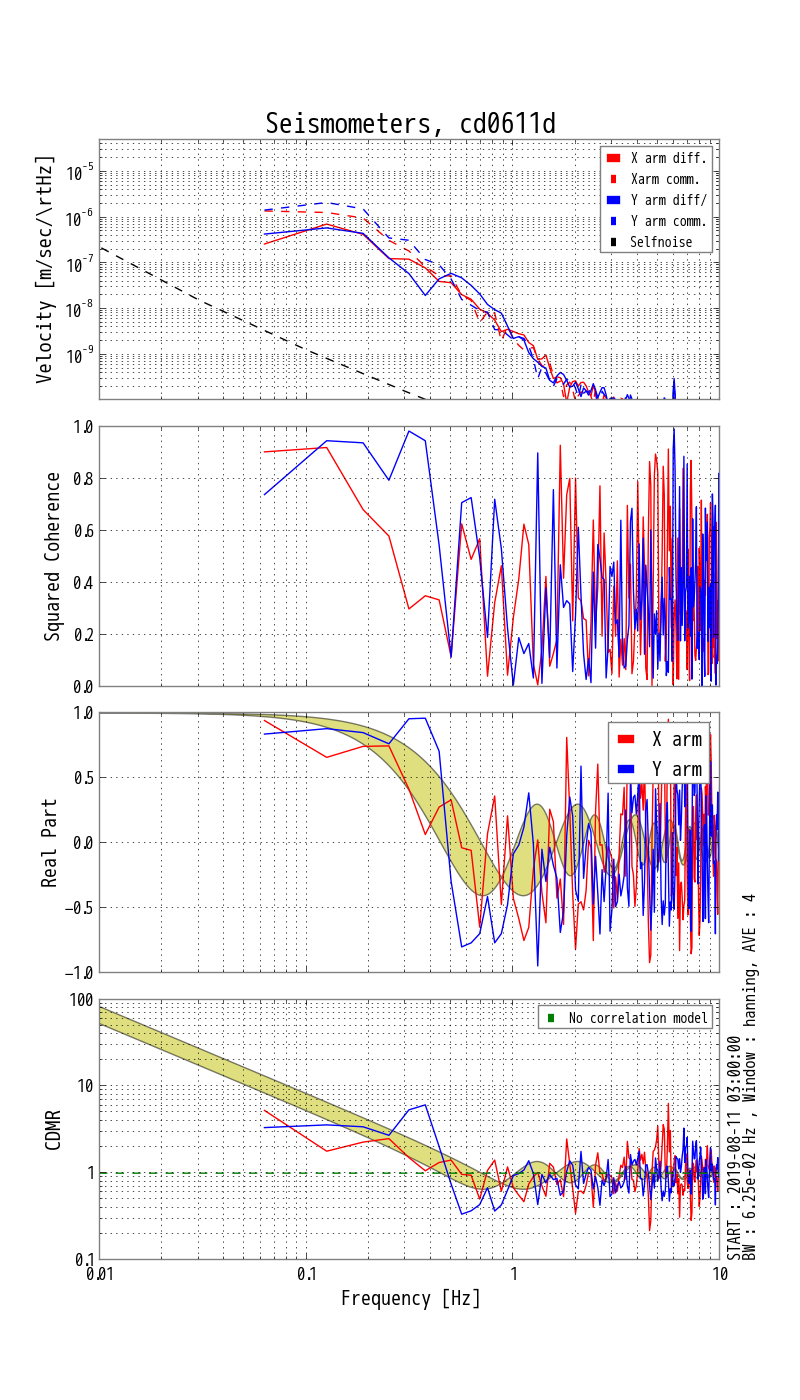 Seismometers, cd0611d
Velocity [m/sec/\rtHz]
10^-5
10^-6
10^-7
10^-8
10^-9
X arm diff.
Xarm comm.
Y arm diff/
Y arm comm.
Selfnoise
Squared Coherence
1.0
0.8
0.6
0.4
0.2
0.0
Real Part
1.0
0.5
0.0
−0.5
−1.0
X arm
Y arm
CDMR
100
10
1
0.1
No correlation model
0.01
0.1
1
10
Frequency [Hz]
START : 2019-08-11 03:00:00
BW : 6.25e-02 Hz , Window : hanning, AVE : 4